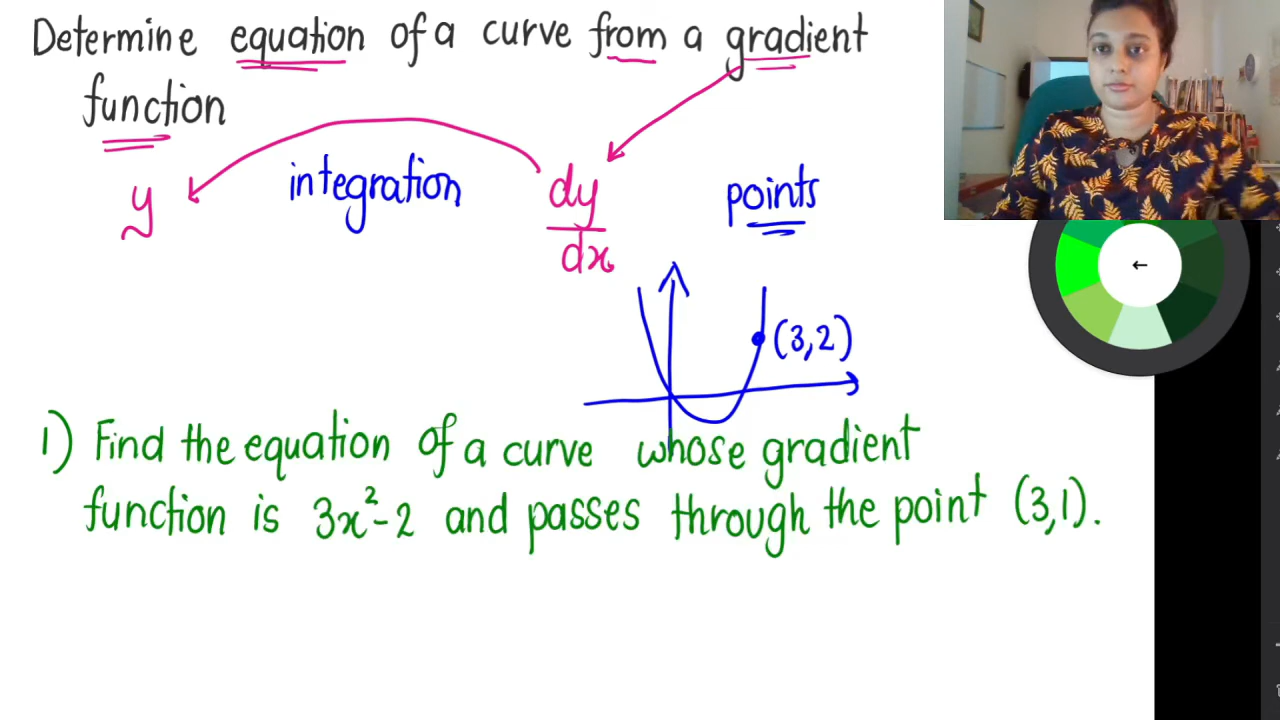 Determine equation of a curve from a gradient
function
y integration dy/dx points
(3,2)
1) Find the equation of a curve whose gradient
function is 3x²-2 and passes through the point (3,1).